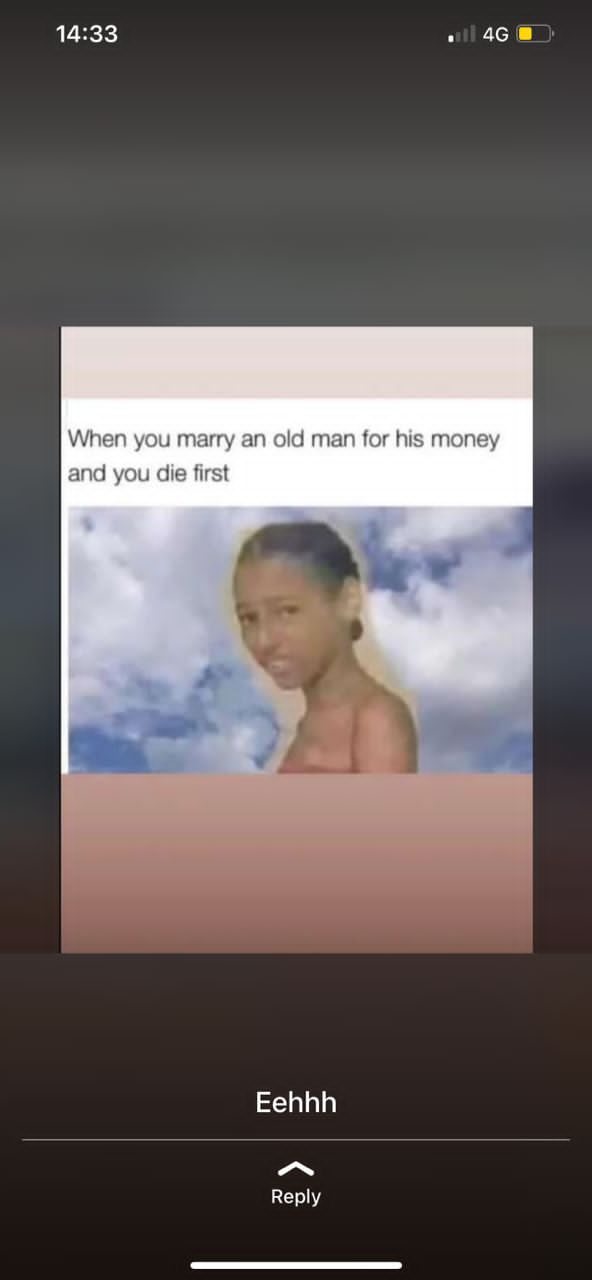 14:33
4G
When you marry an old man for his money
and you die first
Eehhh
Reply